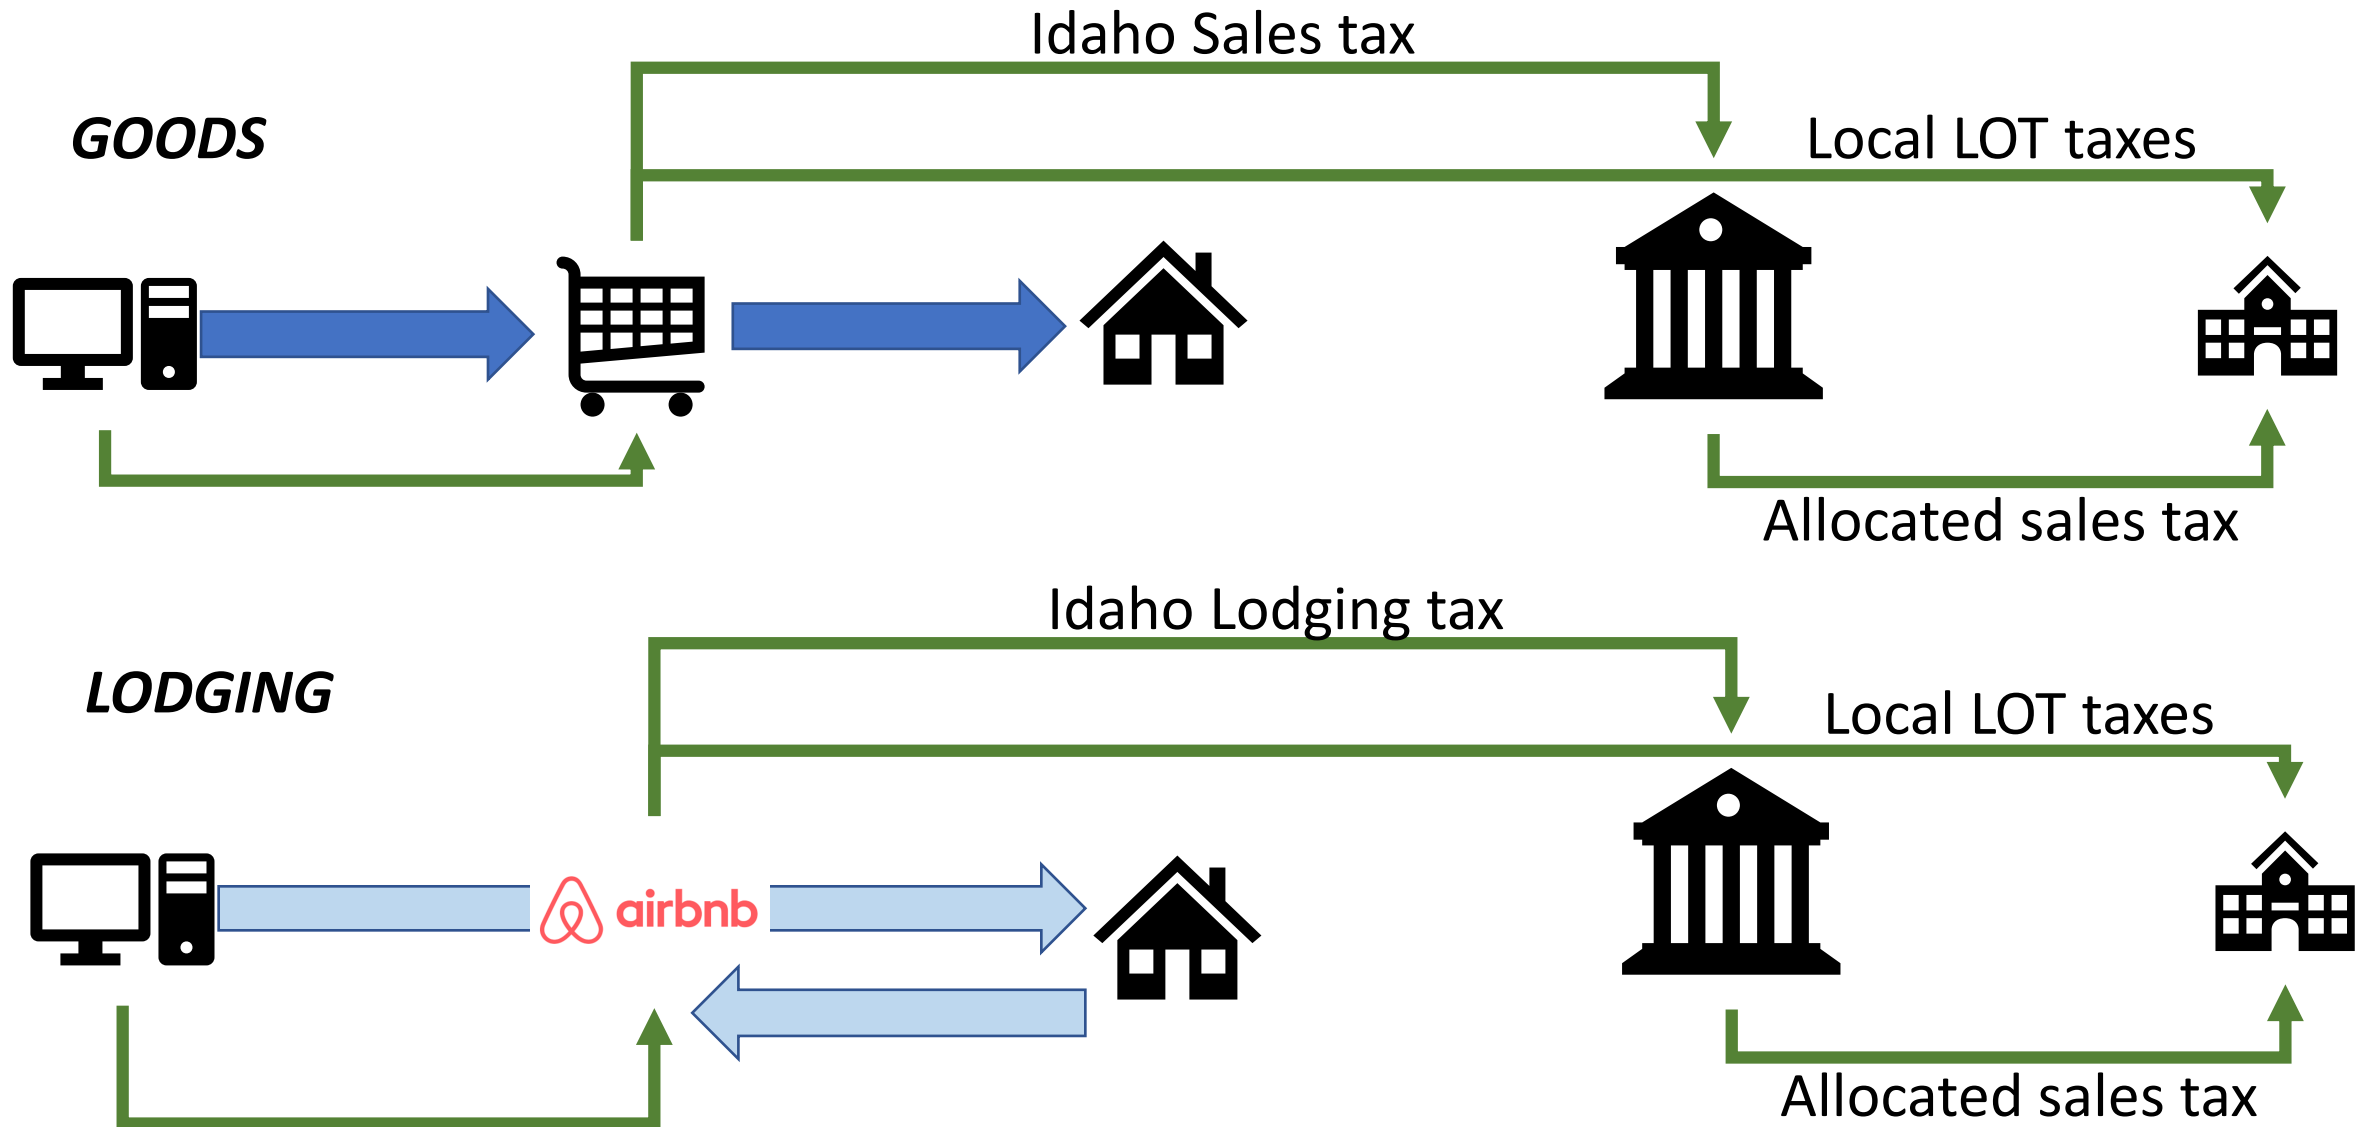 Idaho Sales tax
GOODS
Local LOT taxes
Allocated sales tax
Idaho Lodging tax
LODGING
Local LOT taxes
airbnb
Allocated sales tax